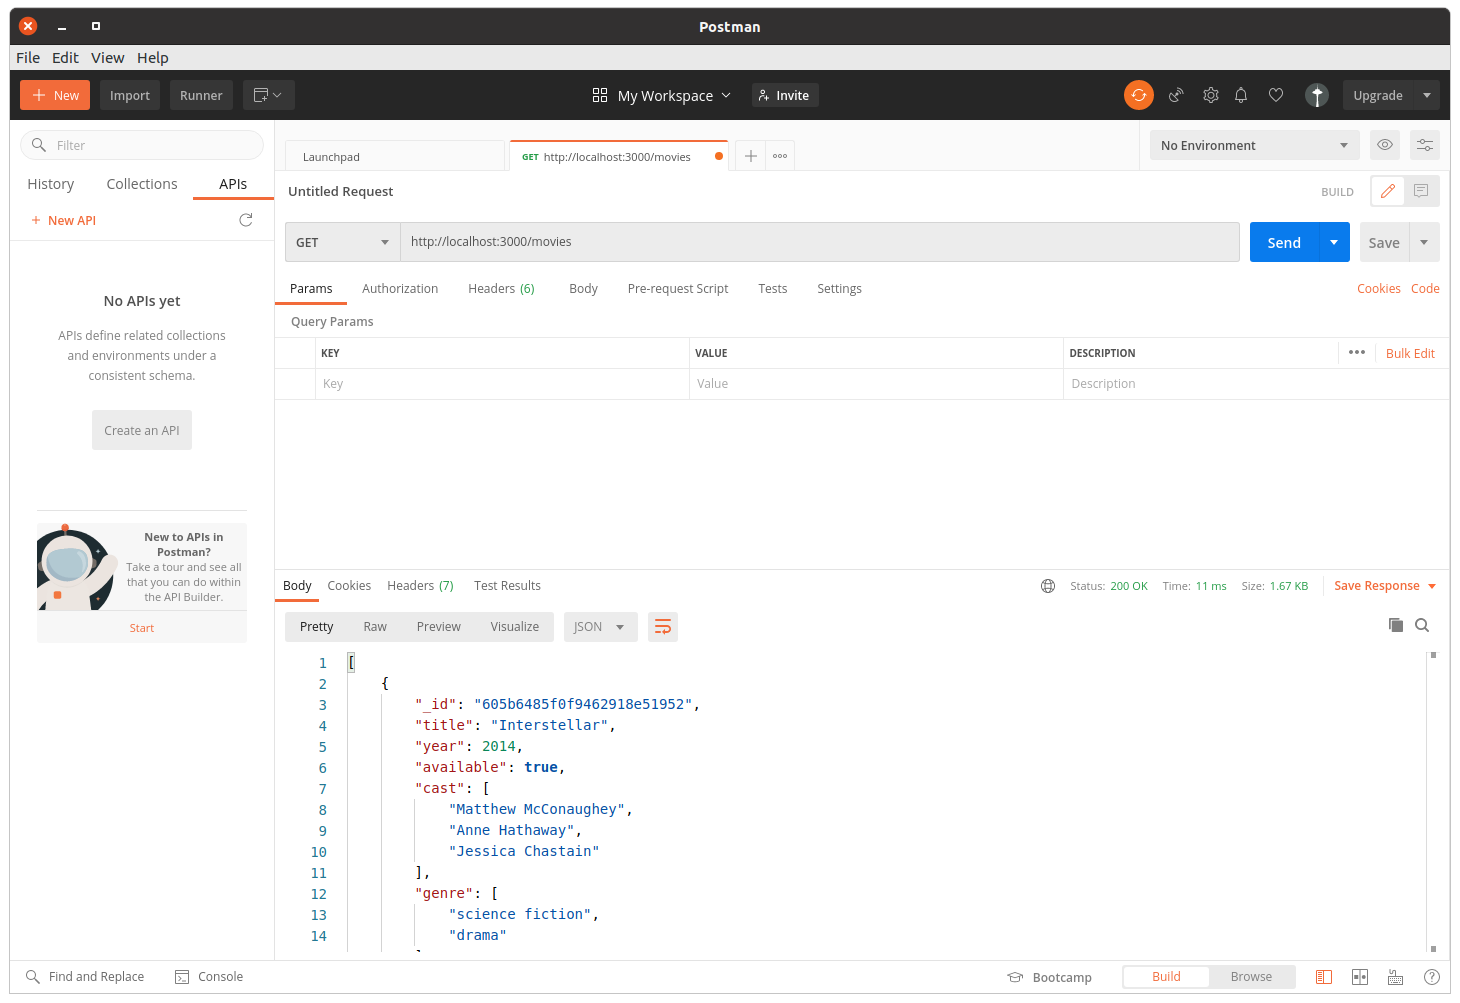 Postman
File Edit View Help
New Import Runner My Workspace Invite Upgrade
Filter
History Collections APIs
New API
No APIs yet
APIs define related collections
and environments under a
consistent schema.
Create an API
New to APIs in
Postman?
Take a tour and see all
that you can do within
the API Builder.
Start
Launchpad GET http://localhost:3000/movies No Environment
Untitled Request BUILD
GET http://localhost:3000/movies Send Save
Params Authorization Headers (6) Body Pre-request Script Tests Settings Cookies Code
Query Params
KEY VALUE DESCRIPTION Bulk Edit
Key Value Description
Body Cookies Headers (7) Test Results Status: 200 OK Time: 11 ms Size: 1.67 KB Save Response
Pretty Raw Preview Visualize JSON
1 [
2 {
3 "_id": "605b6485f0f9462918e51952",
4 "title": "Interstellar",
5 "year": 2014,
6 "available": true,
7 "cast": [
8 "Matthew McConaughey",
9 "Anne Hathaway",
10 "Jessica Chastain"
11 ],
12 "genre": [
13 "science fiction",
14 "drama"
Find and Replace Console Bootcamp Build Browse